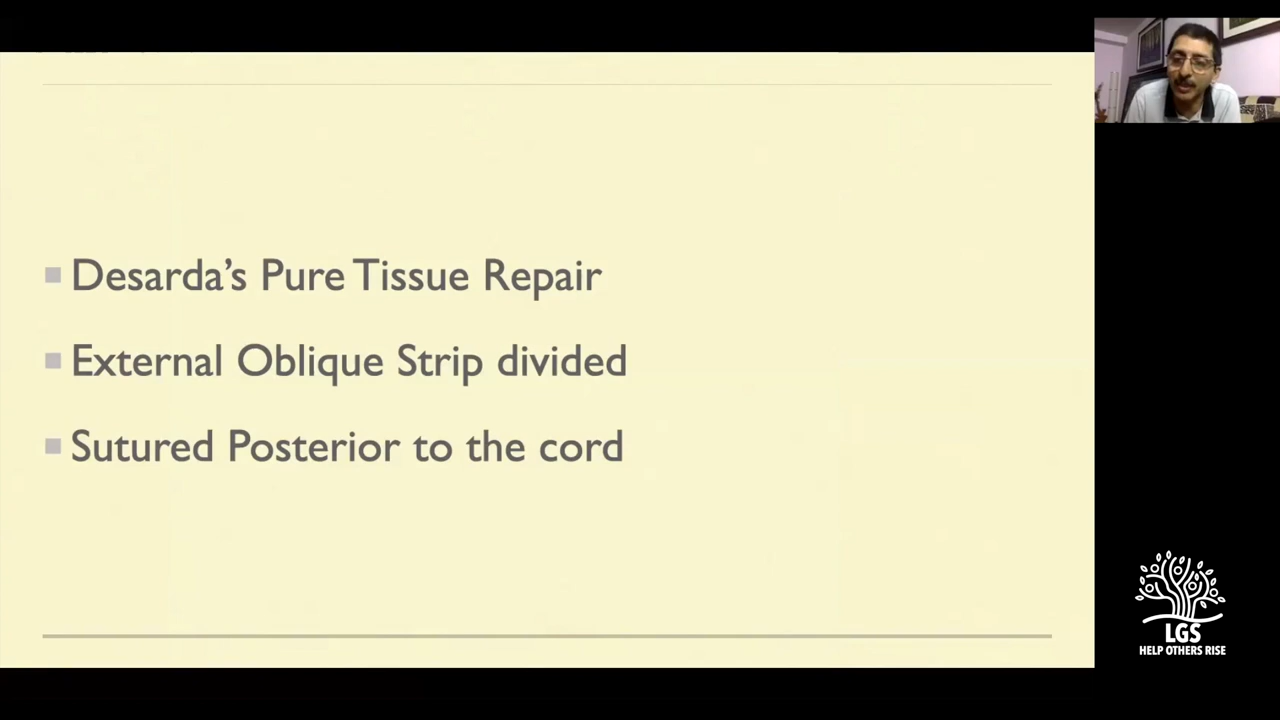 Desarda’s Pure Tissue Repair
External Oblique Strip divided
Sutured Posterior to the cord
LGS
HELP OTHERS RISE